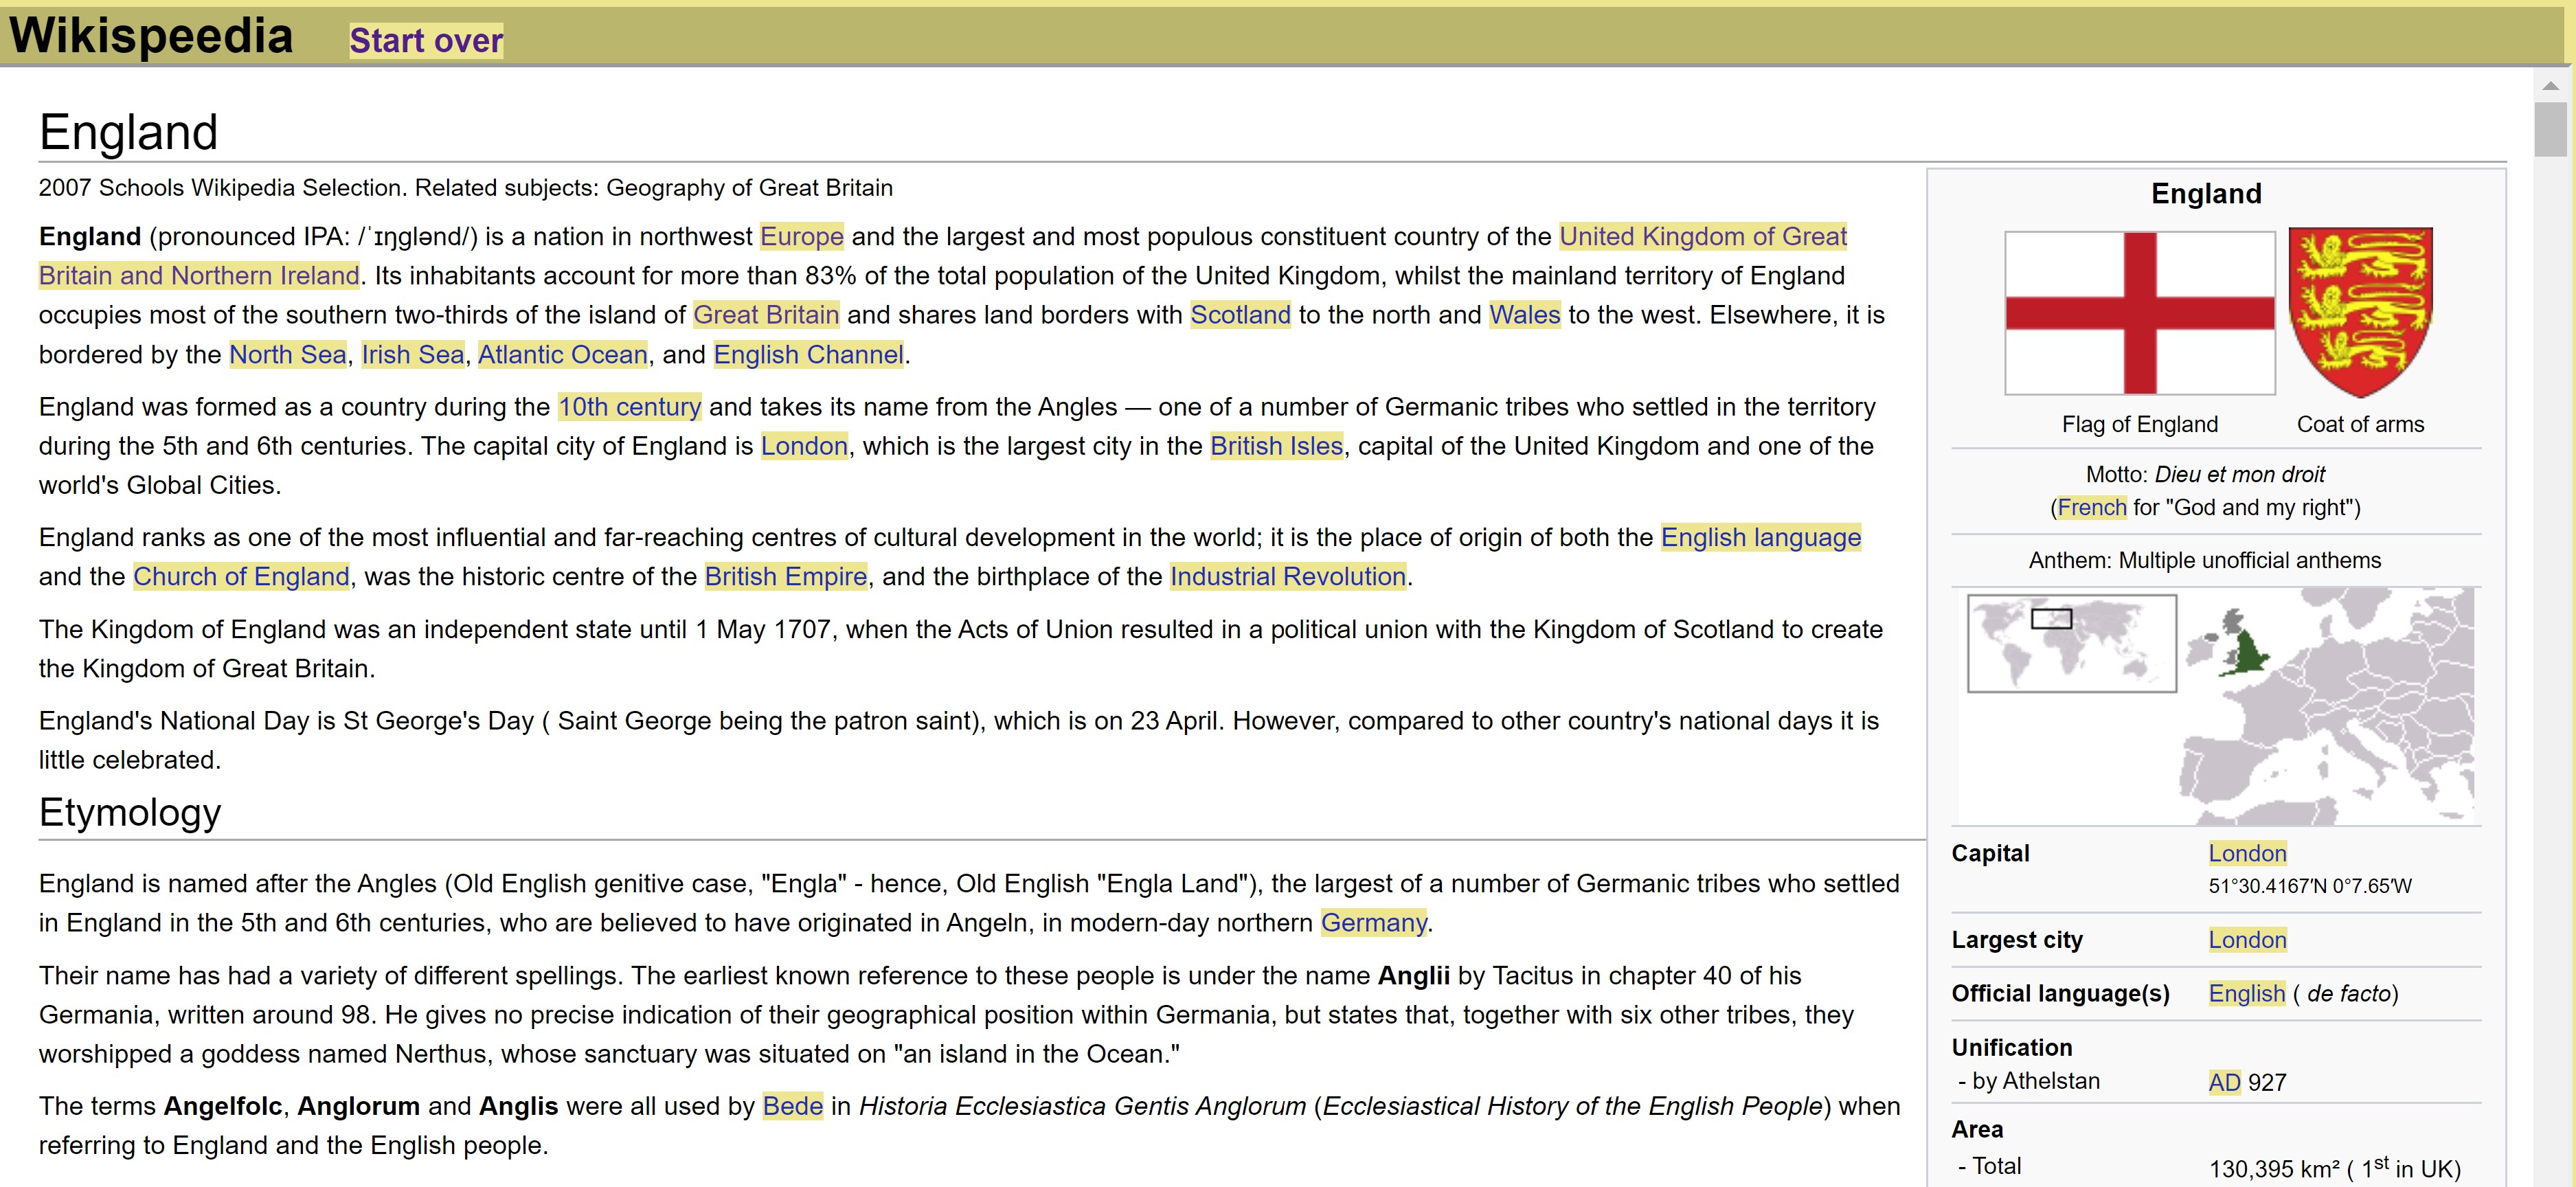 Wikispeedia Start over
England
2007 Schools Wikipedia Selection. Related subjects: Geography of Great Britain
England (pronounced IPA: /ˈɪŋglənd/) is a nation in northwest Europe and the largest and most populous constituent country of the United Kingdom of Great
Britain and Northern Ireland. Its inhabitants account for more than 83% of the total population of the United Kingdom, whilst the mainland territory of England
occupies most of the southern two-thirds of the island of Great Britain and shares land borders with Scotland to the north and Wales to the west. Elsewhere, it is
bordered by the North Sea, Irish Sea, Atlantic Ocean, and English Channel.
England was formed as a country during the 10th century and takes its name from the Angles — one of a number of Germanic tribes who settled in the territory
during the 5th and 6th centuries. The capital city of England is London, which is the largest city in the British Isles, capital of the United Kingdom and one of the
world's Global Cities.
England ranks as one of the most influential and far-reaching centres of cultural development in the world; it is the place of origin of both the English language
and the Church of England, was the historic centre of the British Empire, and the birthplace of the Industrial Revolution.
The Kingdom of England was an independent state until 1 May 1707, when the Acts of Union resulted in a political union with the Kingdom of Scotland to create
the Kingdom of Great Britain.
England's National Day is St George's Day ( Saint George being the patron saint), which is on 23 April. However, compared to other country's national days it is
little celebrated.
Etymology
England is named after the Angles (Old English genitive case, "Engla" - hence, Old English "Engla Land"), the largest of a number of Germanic tribes who settled
in England in the 5th and 6th centuries, who are believed to have originated in Angeln, in modern-day northern Germany.
Their name has had a variety of different spellings. The earliest known reference to these people is under the name Anglii by Tacitus in chapter 40 of his
Germania, written around 98. He gives no precise indication of their geographical position within Germania, but states that, together with six other tribes, they
worshipped a goddess named Nerthus, whose sanctuary was situated on "an island in the Ocean."
The terms Angelfolc, Anglorum and Anglis were all used by Bede in Historia Ecclesiastica Gentis Anglorum (Ecclesiastical History of the English People) when
referring to England and the English people.
England
Flag of England Coat of arms
Motto: Dieu et mon droit
(French for "God and my right")
Anthem: Multiple unofficial anthems
Capital London
51°30.4167′N 0°7.65′W
Largest city London
Official language(s) English ( de facto)
Unification
- by Athelstan AD 927
Area
- Total 130,395 km² ( 1st in UK)